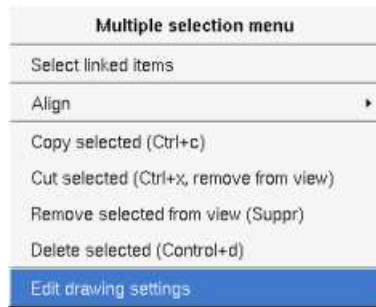 Multiple selection menu
Select linked items
Align
Copy selected (Ctrl+c)
Cut selected (Ctrl+x, remove from view)
Remove selected from view (Suppr)
Delete selected (Control+d)
Edit drawing settings